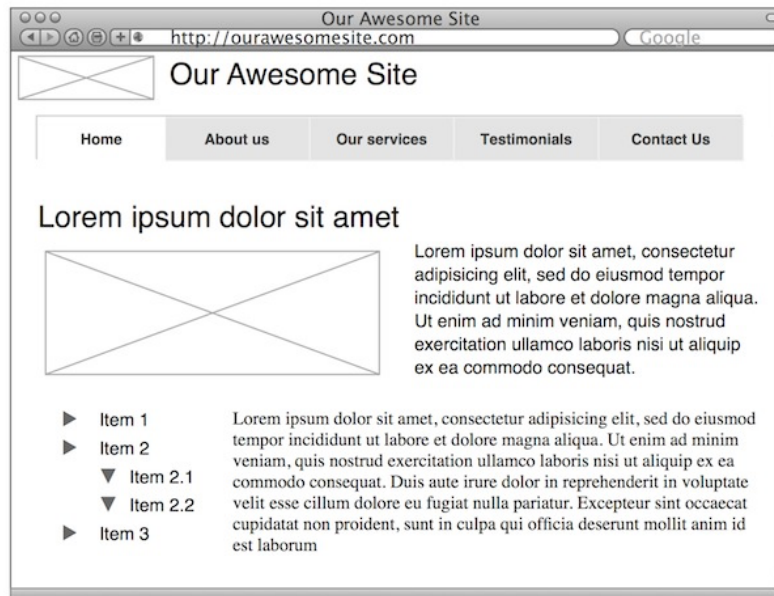 Our Awesome Site
http://ourawesomesite.com
Google
Our Awesome Site
Home About us Our services Testimonials Contact Us
Lorem ipsum dolor sit amet
Lorem ipsum dolor sit amet, consectetur
adipisicing elit, sed do eiusmod tempor
incididunt ut labore et dolore magna aliqua.
Ut enim ad minim veniam, quis nostrud
exercitation ullamco laboris nisi ut aliquip
ex ea commodo consequat.
Item 1
Item 2
Item 2.1
Item 2.2
Item 3
Lorem ipsum dolor sit amet, consectetur adipisicing elit, sed do eiusmod
tempor incididunt ut labore et dolore magna aliqua. Ut enim ad minim
veniam, quis nostrud exercitation ullamco laboris nisi ut aliquip ex ea
commodo consequat. Duis aute irure dolor in reprehenderit in voluptate
velit esse cillum dolore eu fugiat nulla pariatur. Excepteur sint occaecat
cupidatat non proident, sunt in culpa qui officia deserunt mollit anim id
est laborum